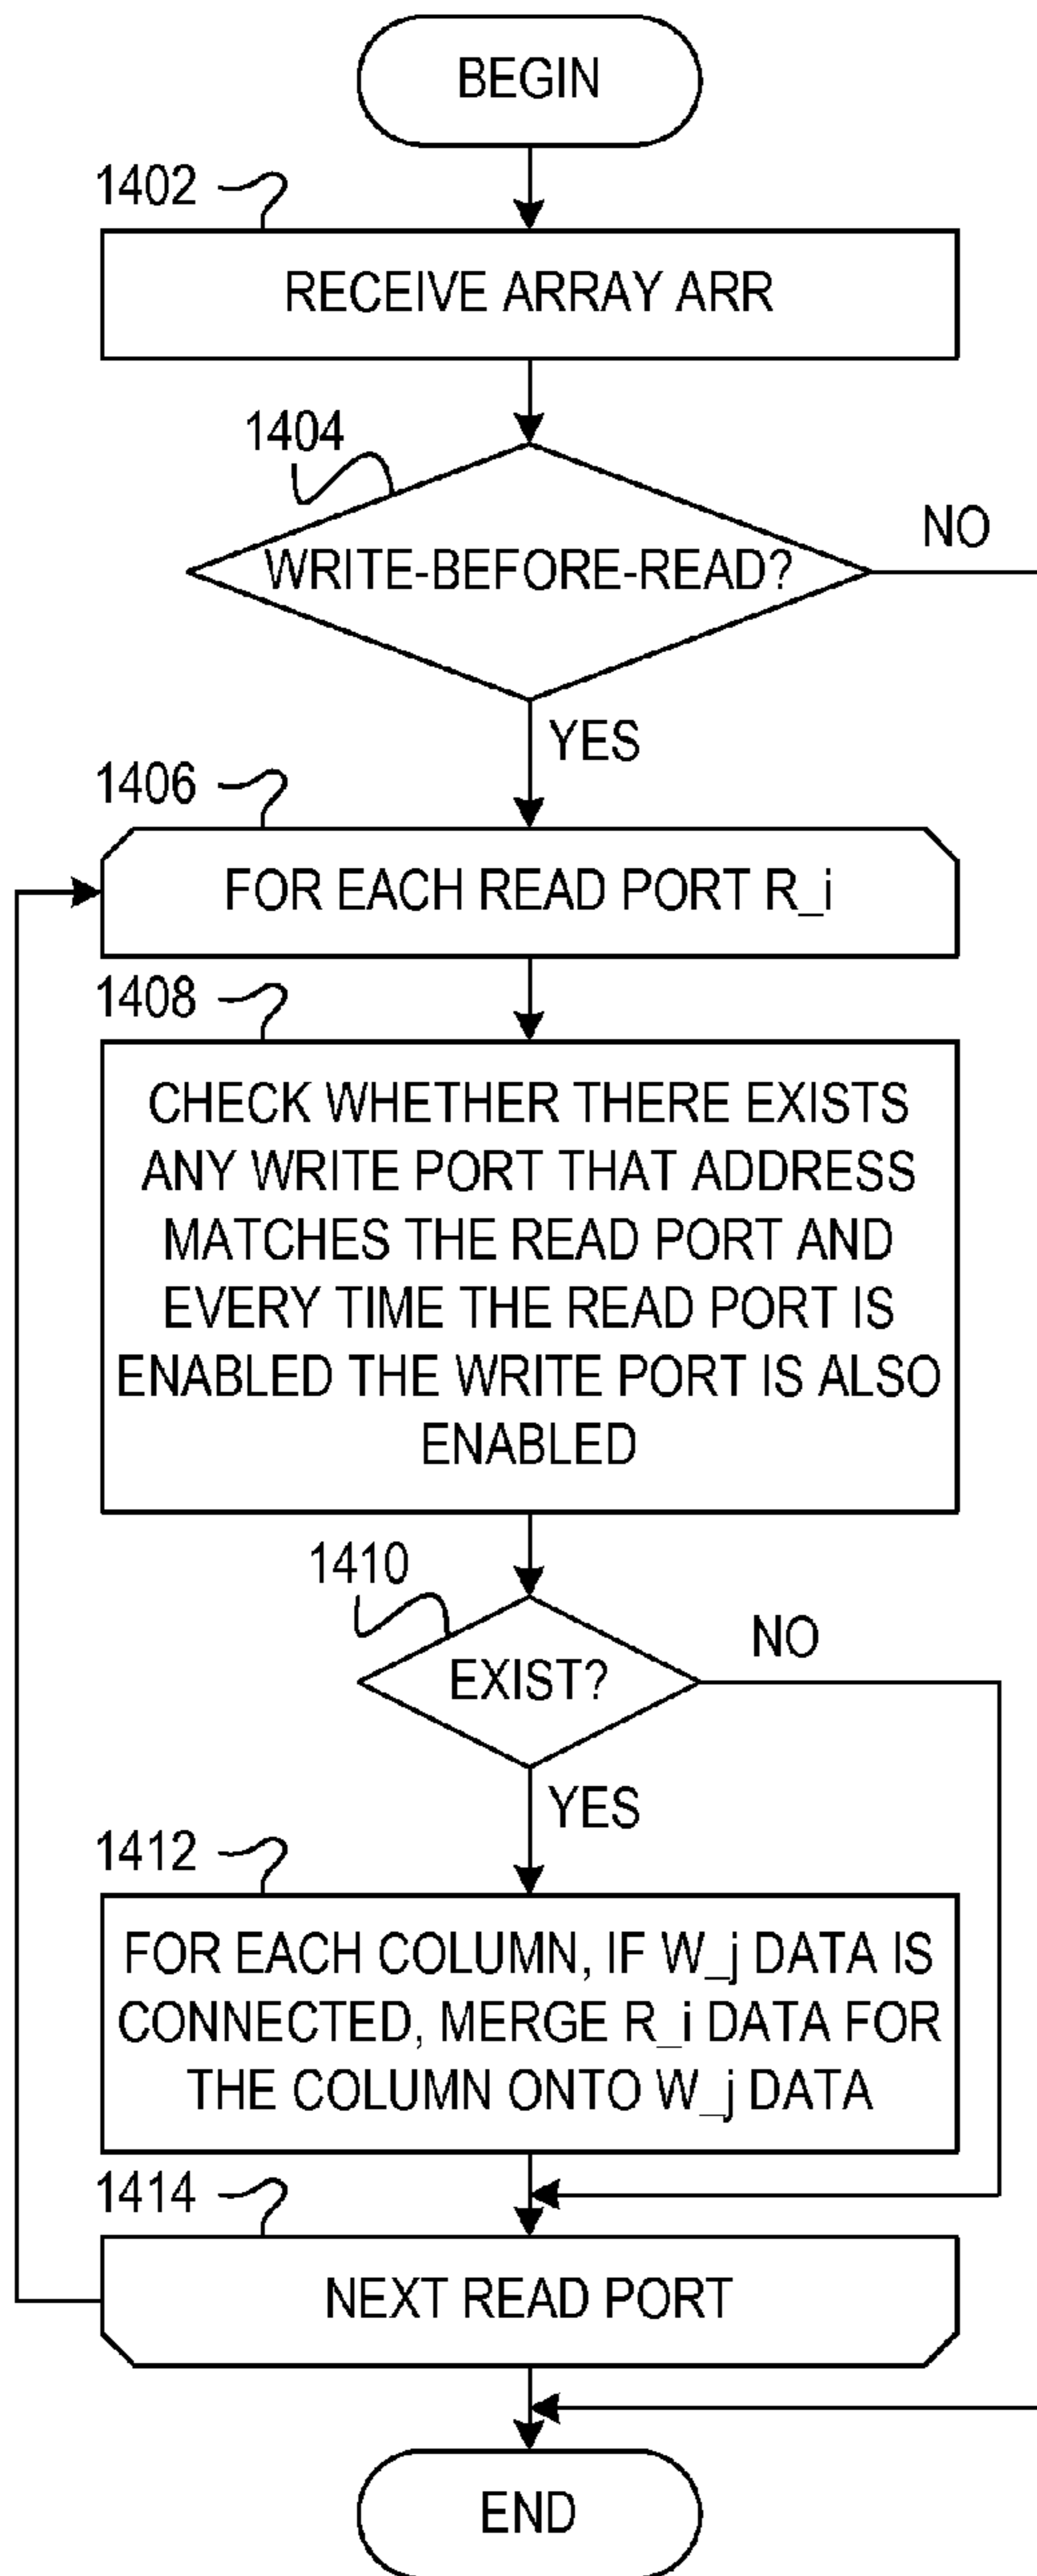 BEGIN
1402
RECEIVE ARRAY ARR
1404
WRITE-BEFORE-READ?
NO
YES
1406
FOR EACH READ PORT R_i
1408
CHECK WHETHER THERE EXISTS
ANY WRITE PORT THAT ADDRESS
MATCHES THE READ PORT AND
EVERY TIME THE READ PORT IS
ENABLED THE WRITE PORT IS ALSO
ENABLED
1410
EXIST?
NO
YES
1412
FOR EACH COLUMN, IF W_j DATA IS
CONNECTED, MERGE R_i DATA FOR
THE COLUMN ONTO W_j DATA
1414
NEXT READ PORT
END